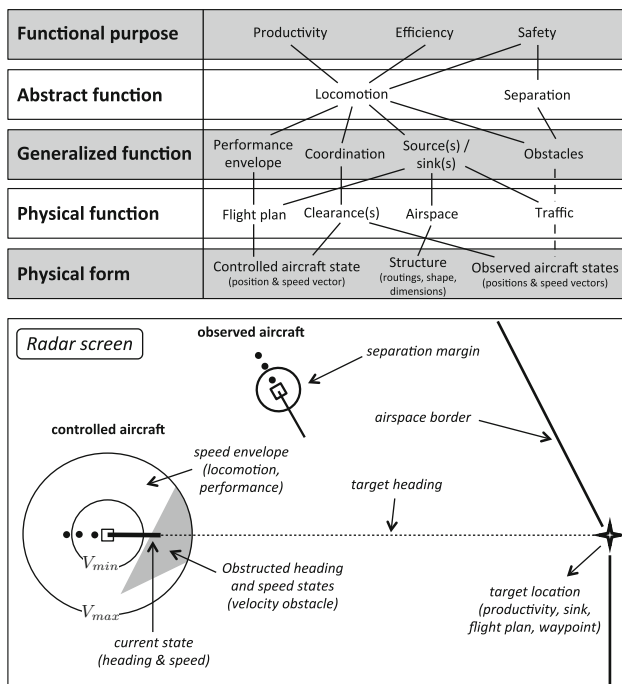 Functional purpose
Productivity
Efficiency
Safety
Abstract function
Locomotion
Separation
Generalized function
Performance
envelope
Coordination
Source(s) /
sink(s)
Obstacles
Physical function
Flight plan
Clearance(s)
Airspace
Traffic
Physical form
Controlled aircraft state
(position & speed vector)
Structure
(routings, shape,
dimensions)
Observed aircraft states
(positions & speed vectors)
Radar screen
observed aircraft
separation margin
airspace border
controlled aircraft
speed envelope
(locomotion,
performance)
target heading
Vmin
Vmax
Obstructed heading
and speed states
(velocity obstacle)
current state
(heading & speed)
target location
(productivity, sink,
flight plan, waypoint)